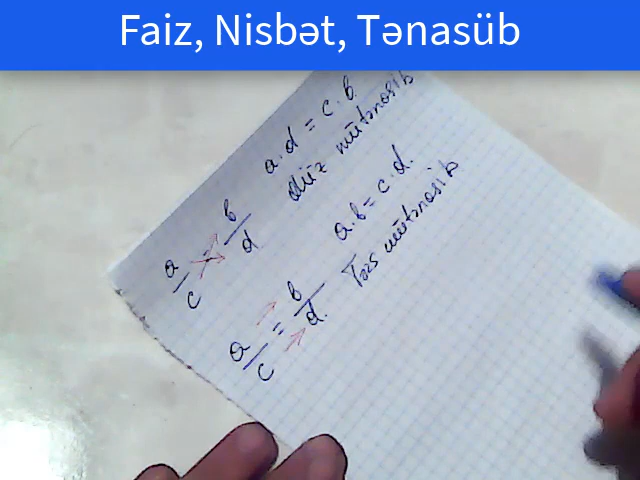 Faiz, Nisbət, Tənasüb
a/c = b/d a·d = c·b
düz mütənasib
a/c = b/d. a·b = c·d.
Tərs mütənasib